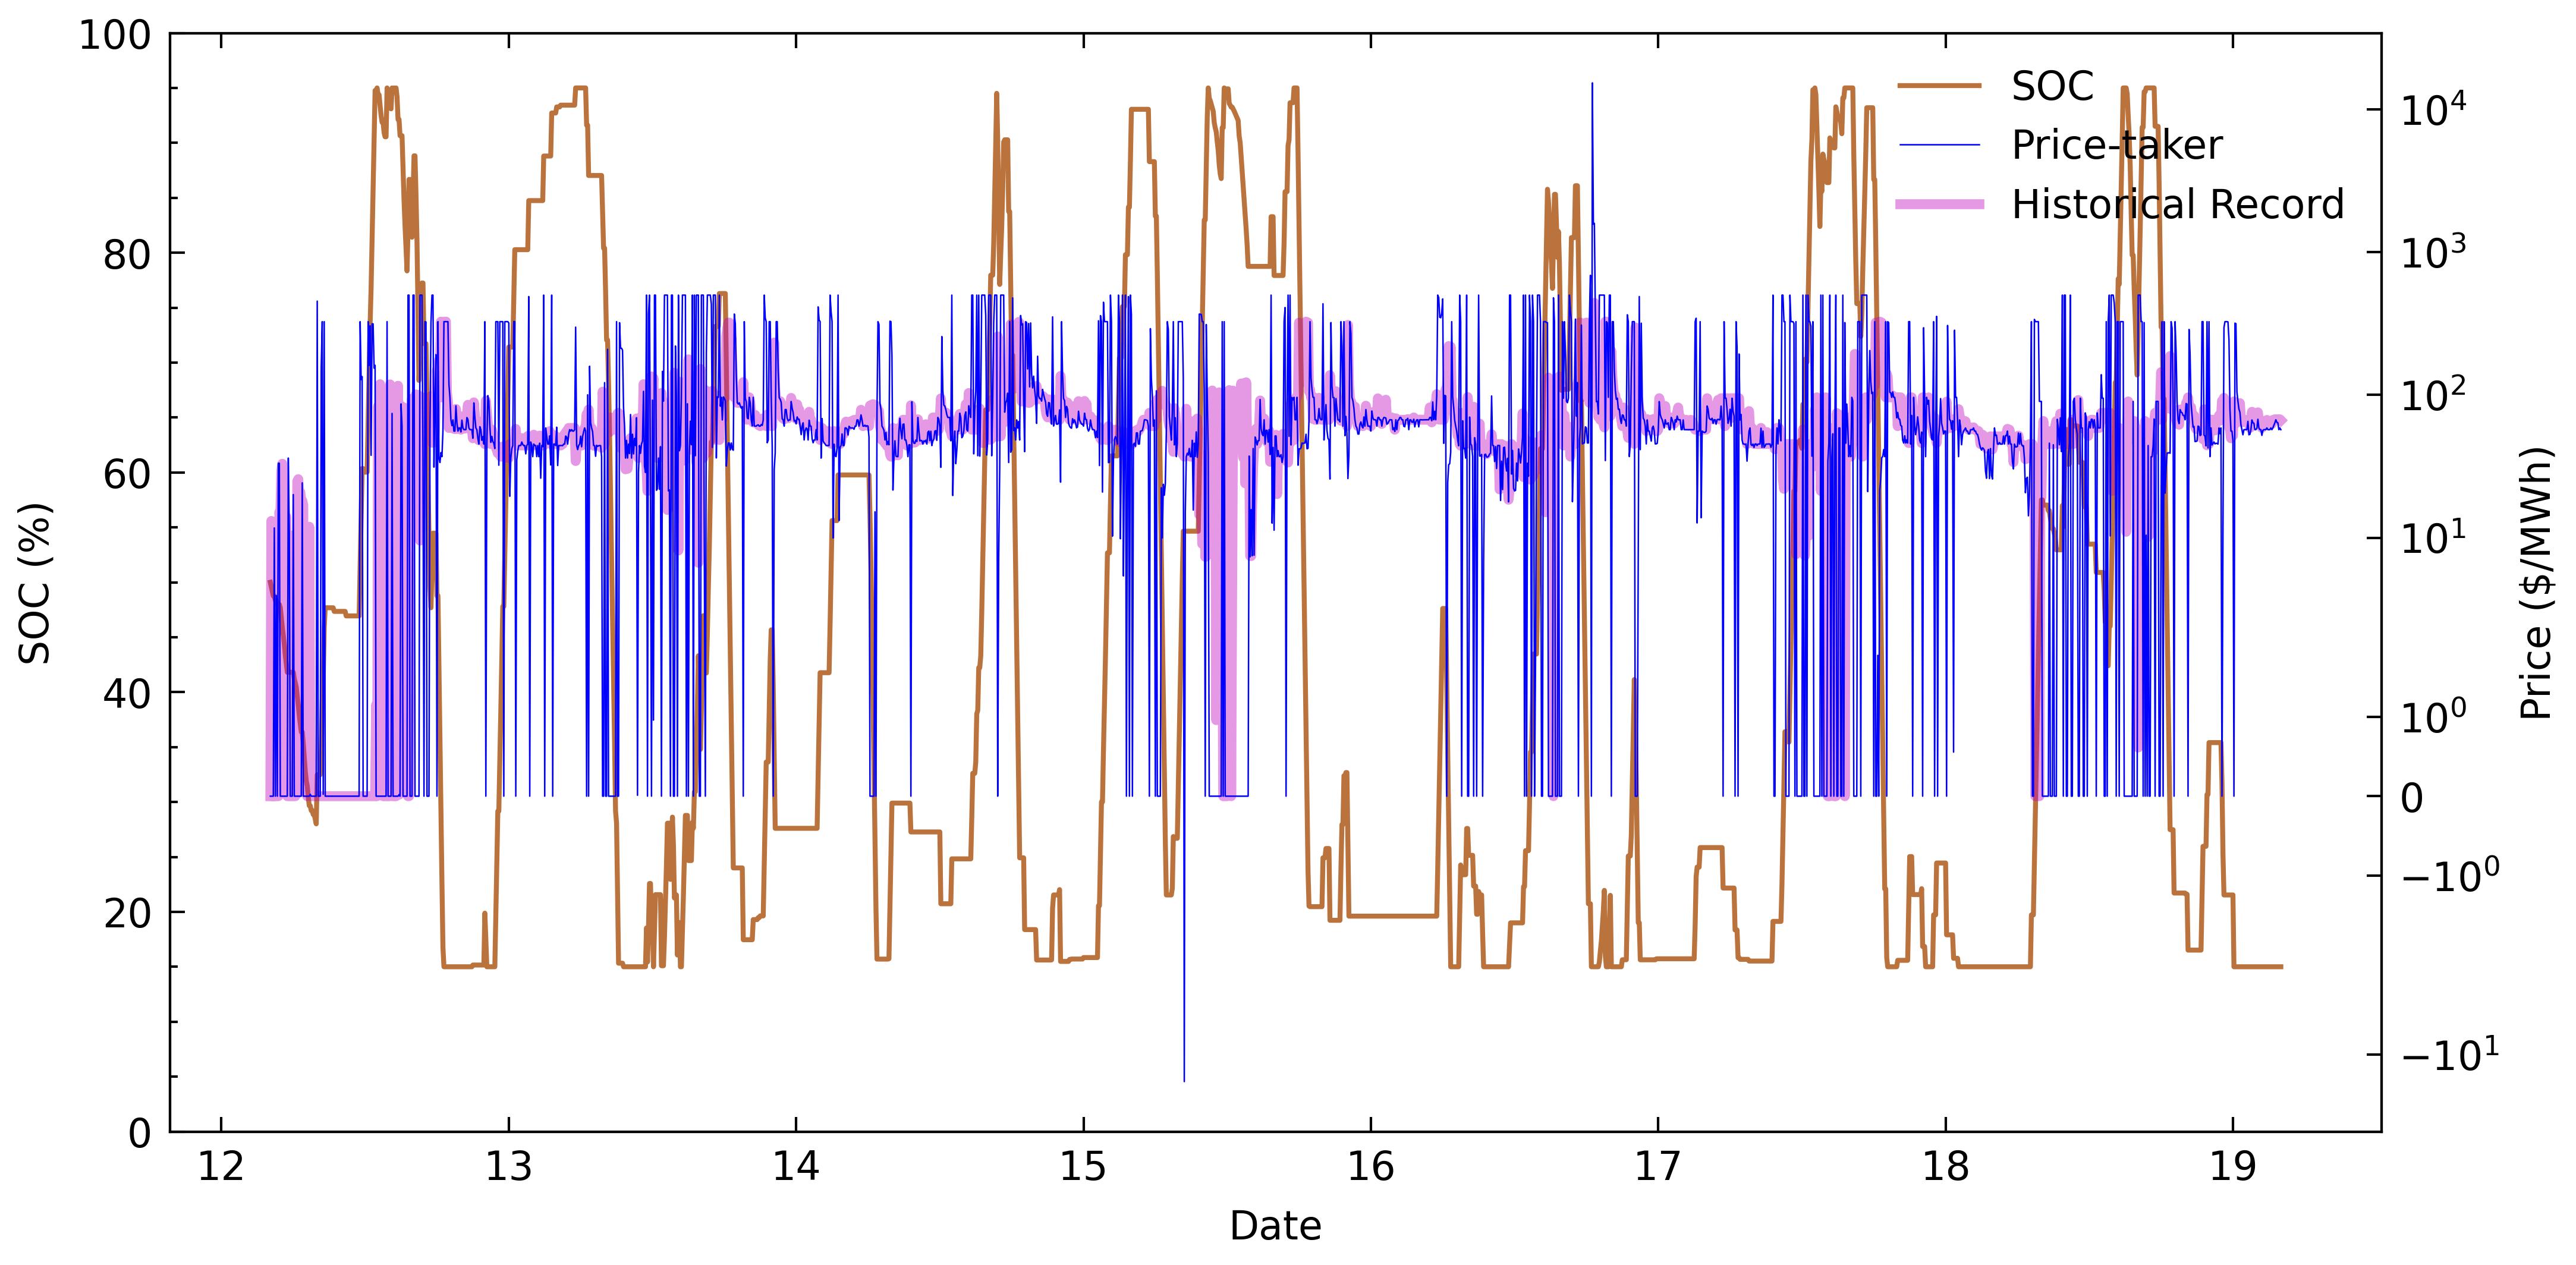 100
80
60
40
20
0
SOC (%)
SOC
Price-taker
Historical Record
10⁴
10³
10²
10¹
10⁰
0
−10⁰
−10¹
Price ($/MWh)
12 13 14 15 16 17 18 19
Date